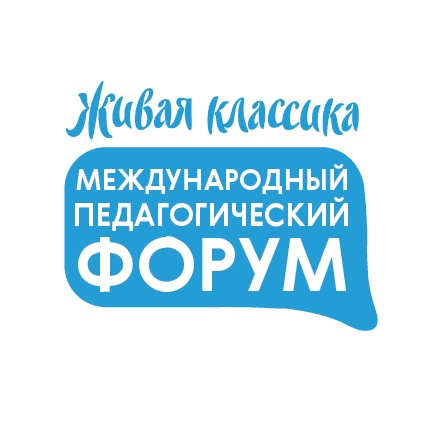 Живая классика
МЕЖДУНАРОДНЫЙ
ПЕДАГОГИЧЕСКИЙ
ФОРУМ